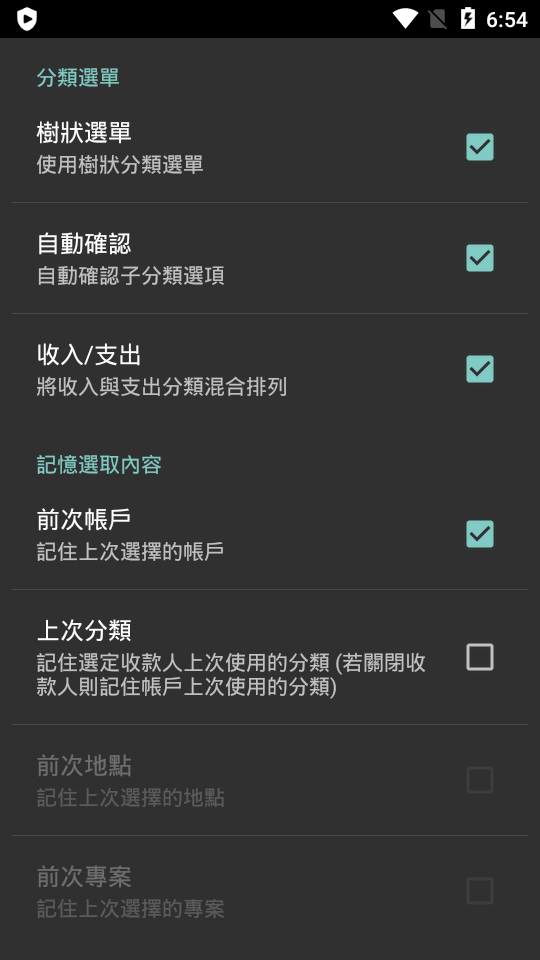 6:54
分類選單
樹狀選單
使用樹狀分類選單
自動確認
自動確認子分類選項
收入/支出
將收入與支出分類混合排列
記憶選取內容
前次帳戶
記住上次選擇的帳戶
上次分類
記住選定收款人上次使用的分類 (若關閉收
款人則記住帳戶上次使用的分類)
前次地點
記住上次選擇的地點
前次專案
記住上次選擇的專案